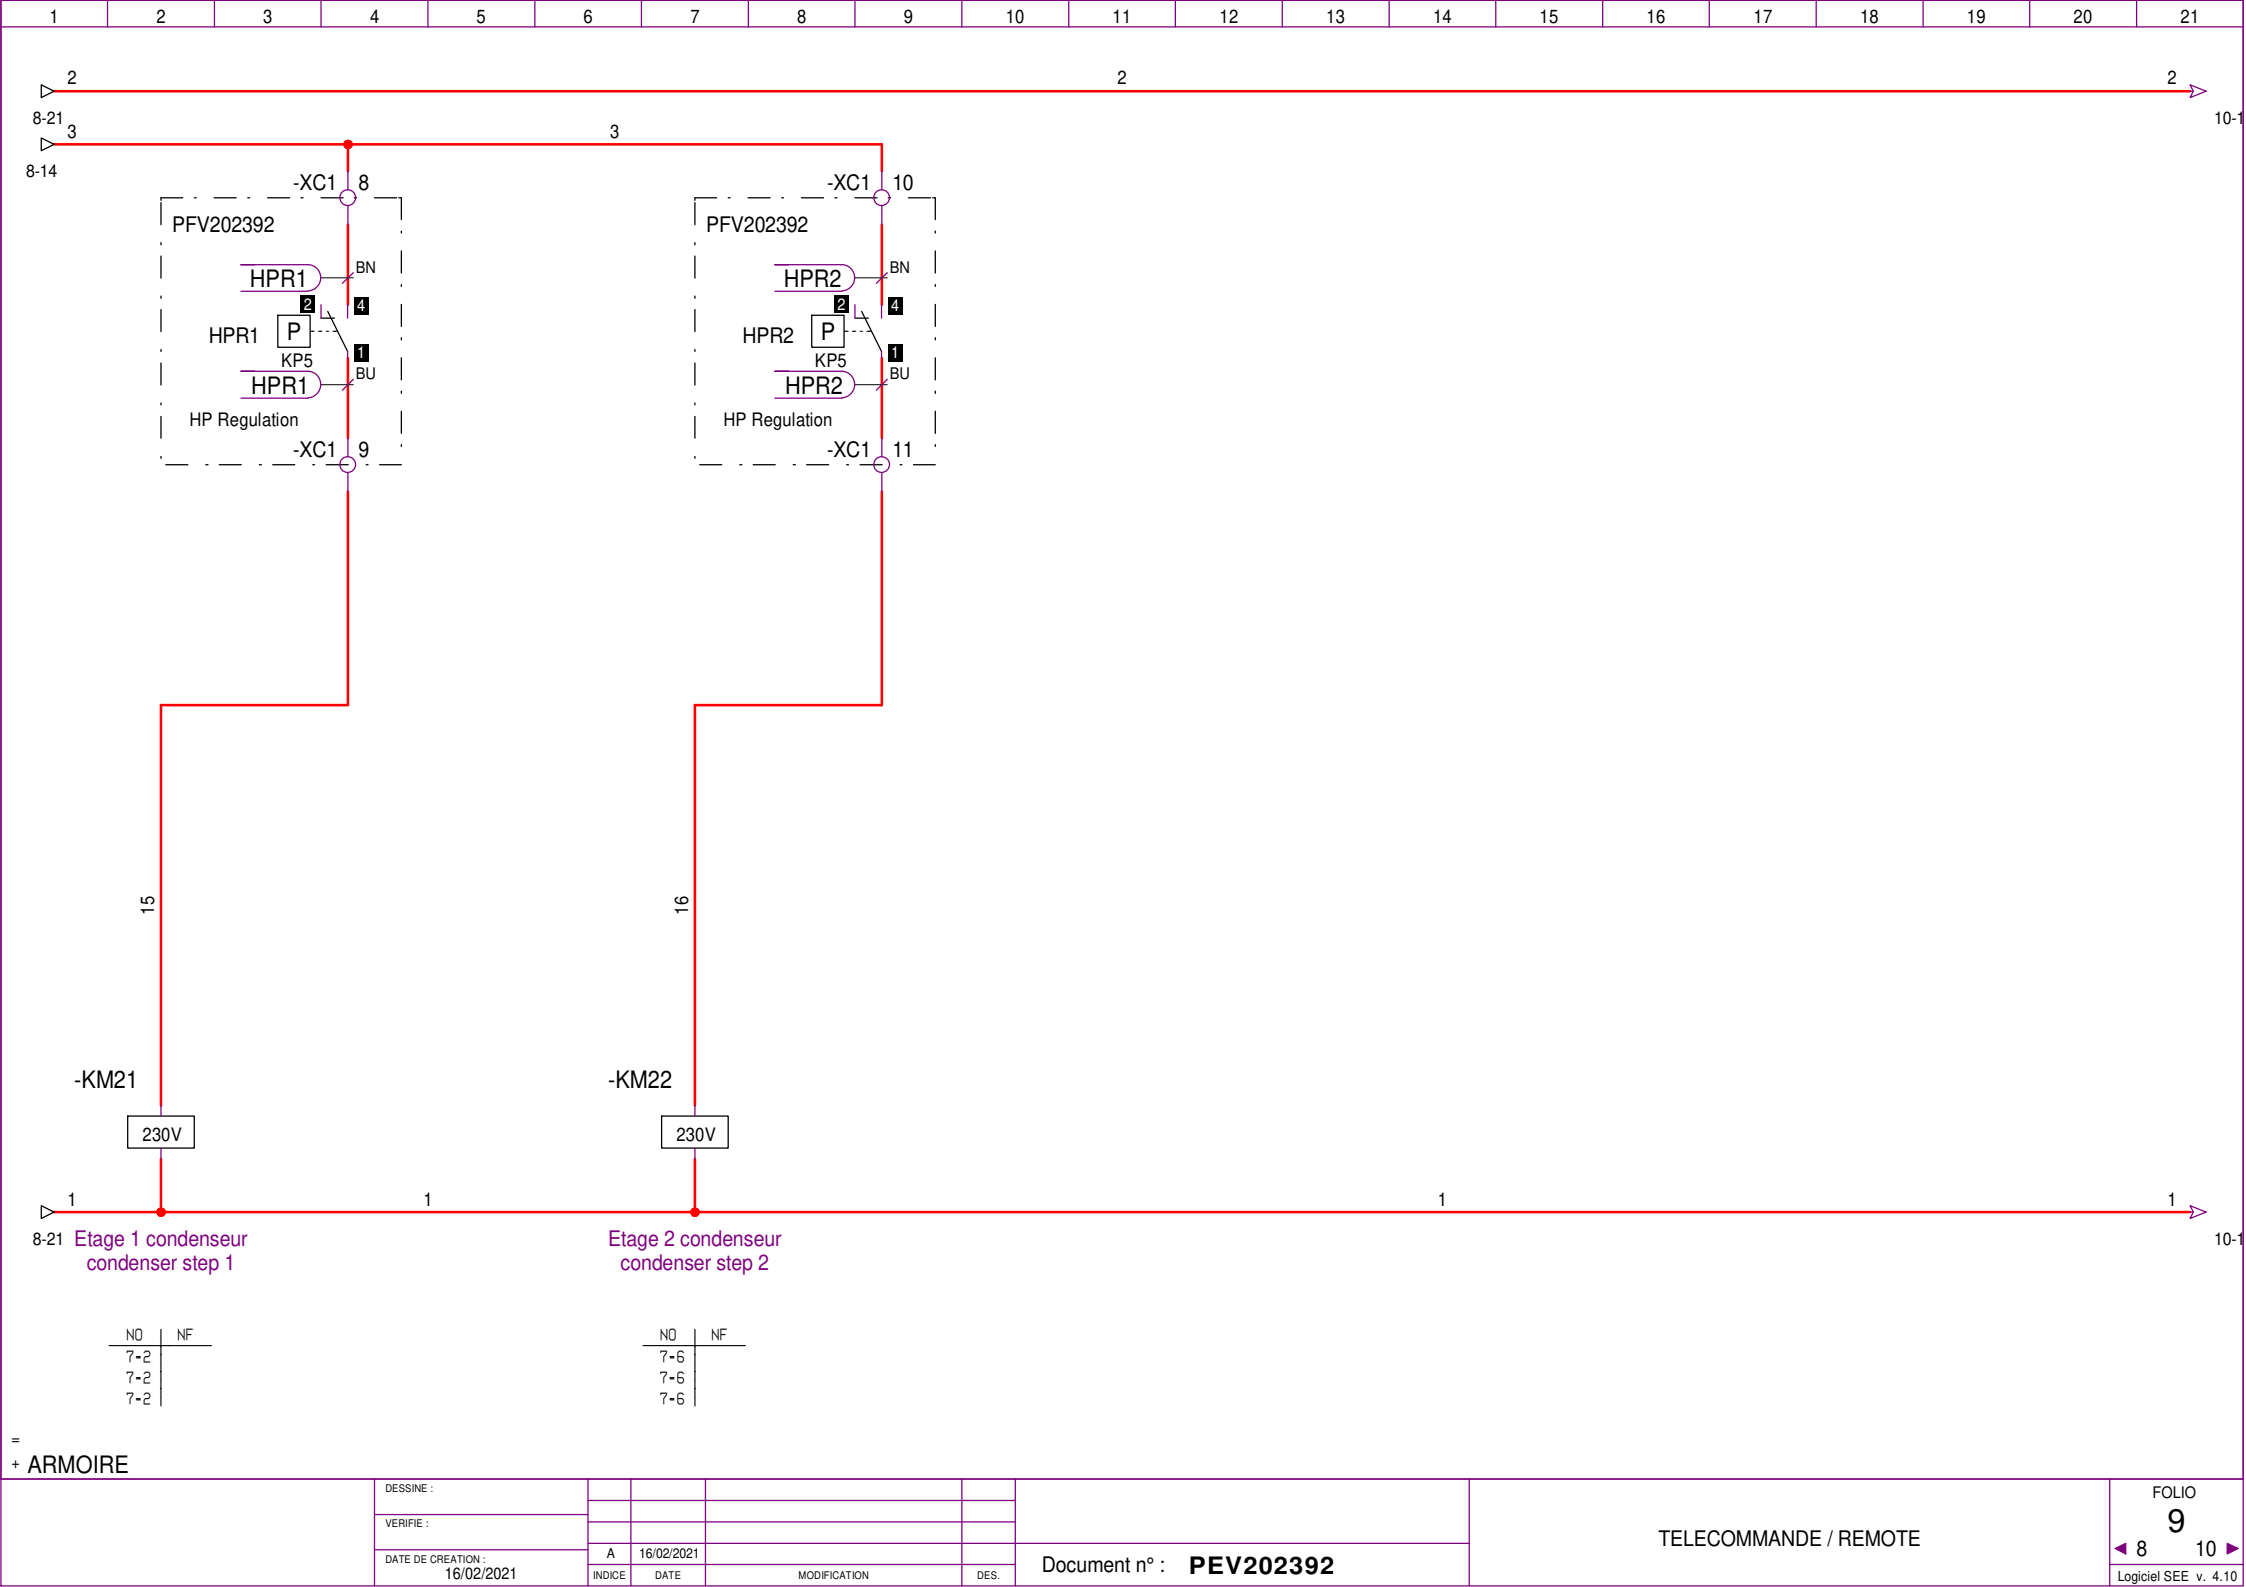 1 2 3 4 5 6 7 8 9 10 11 12 13 14 15 16 17 18 19 20 21
2 2 2
8-21 10-1
3 3
8-14
-XC1 8 -XC1 10
PFV202392 PFV202392
HPR1 BN HPR2 BN
2 4 2 4
HPR1 P HPR2 P
1 1
KP5 KP5
HPR1 BU HPR2 BU
HP Regulation HP Regulation
-XC1 9 -XC1 11
15 16
-KM21 -KM22
230V 230V
1 1 1 1
8-21 Etage 1 condenseur Etage 2 condenseur 10-1
condenser step 1 condenser step 2
NO NF NO NF
7-2 7-6
7-2 7-6
7-2 7-6
=
+ ARMOIRE
DESSINE :
VERIFIE :
DATE DE CREATION :
16/02/2021
A 16/02/2021
INDICE DATE MODIFICATION DES.
Document n° : PEV202392
TELECOMMANDE / REMOTE
FOLIO
9
8 10
Logiciel SEE v. 4.10